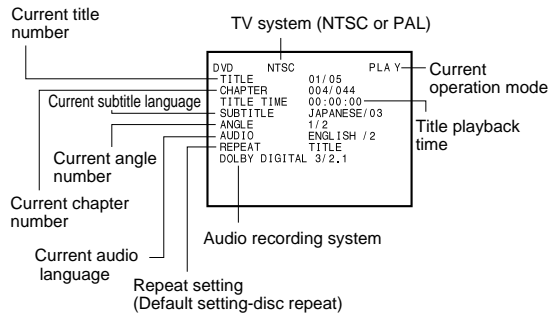 Current title
number
TV system (NTSC or PAL)
DVD NTSC PLAY
TITLE 01/05
CHAPTER 004/044
TITLE TIME 00:00:00
SUBTITLE JAPANESE/03
ANGLE 1/2
AUDIO ENGLISH /2
REPEAT TITLE
DOLBY DIGITAL 3/2.1
Current
operation mode
Current subtitle language
Title playback
time
Current angle
number
Current chapter
number
Audio recording system
Current audio
language
Repeat setting
(Default setting-disc repeat)